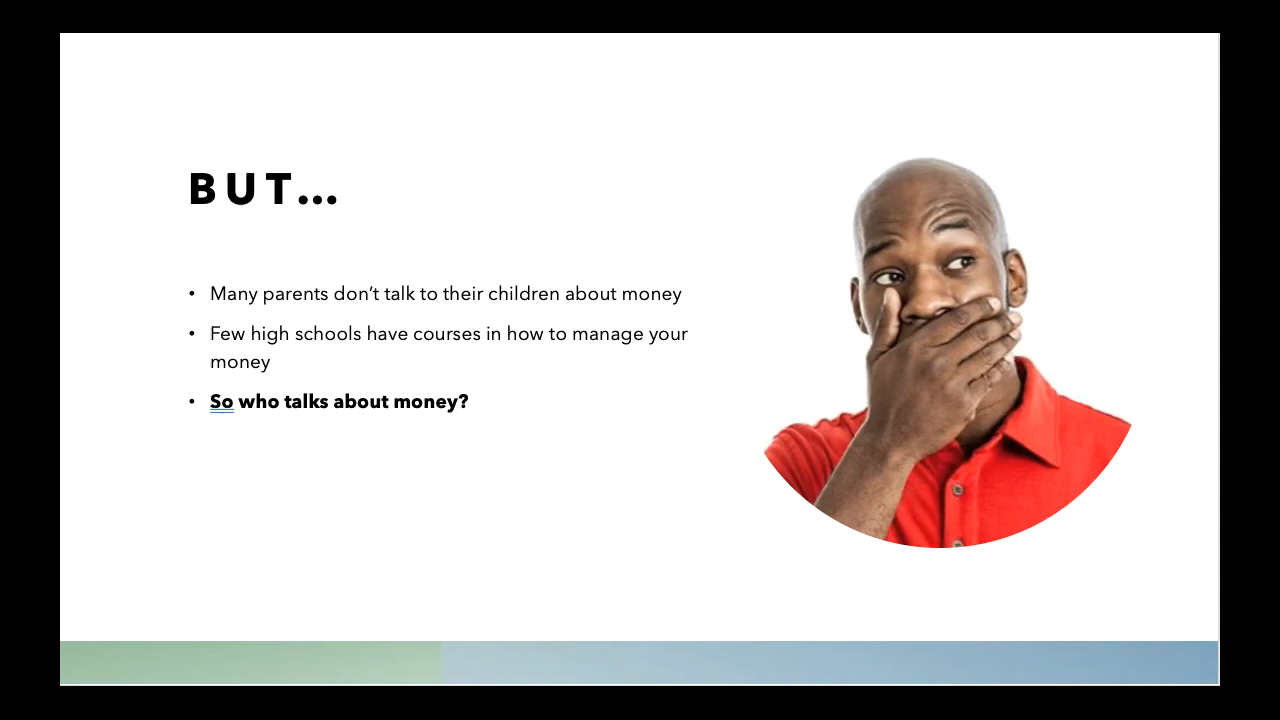 BUT...
• Many parents don’t talk to their children about money
• Few high schools have courses in how to manage your
money
• So who talks about money?